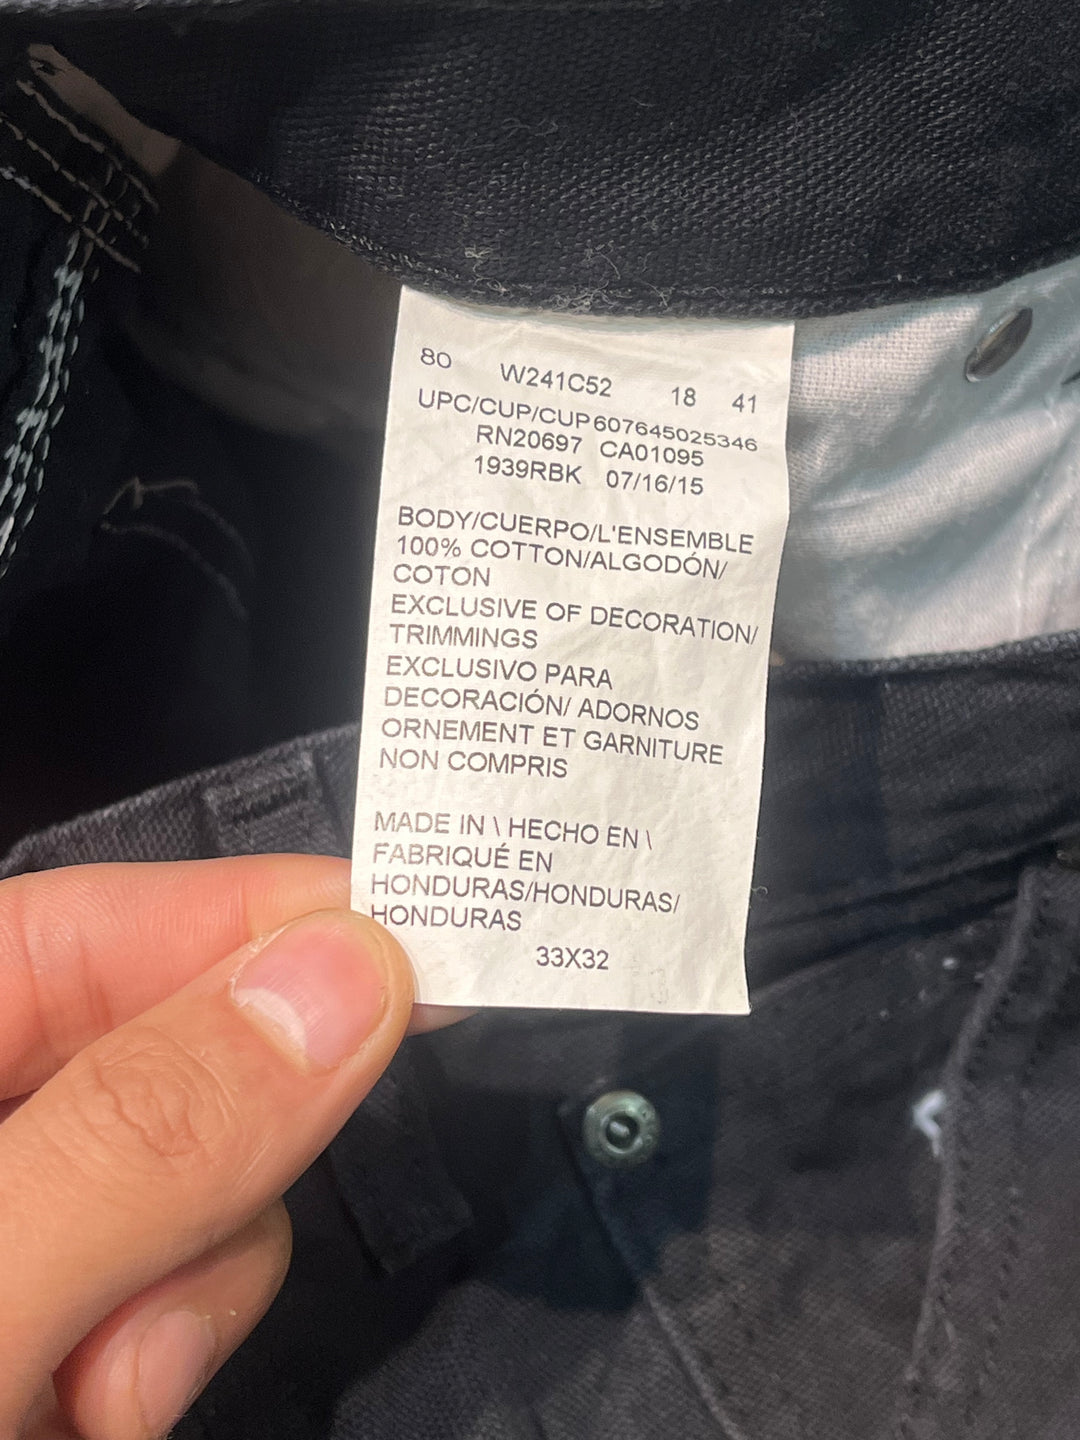 80 W241C52 18 41
UPC/CUP/CUP607645025346
RN20697 CA01095
1939RBK 07/16/15
BODY/CUERPO/L'ENSEMBLE
100% COTTON/ALGODÓN/
COTON
EXCLUSIVE OF DECORATION/
TRIMMINGS
EXCLUSIVO PARA
DECORACIÓN/ ADORNOS
ORNEMENT ET GARNITURE
NON COMPRIS
MADE IN \ HECHO EN \
FABRIQUÉ EN
HONDURAS/HONDURAS/
HONDURAS
33X32